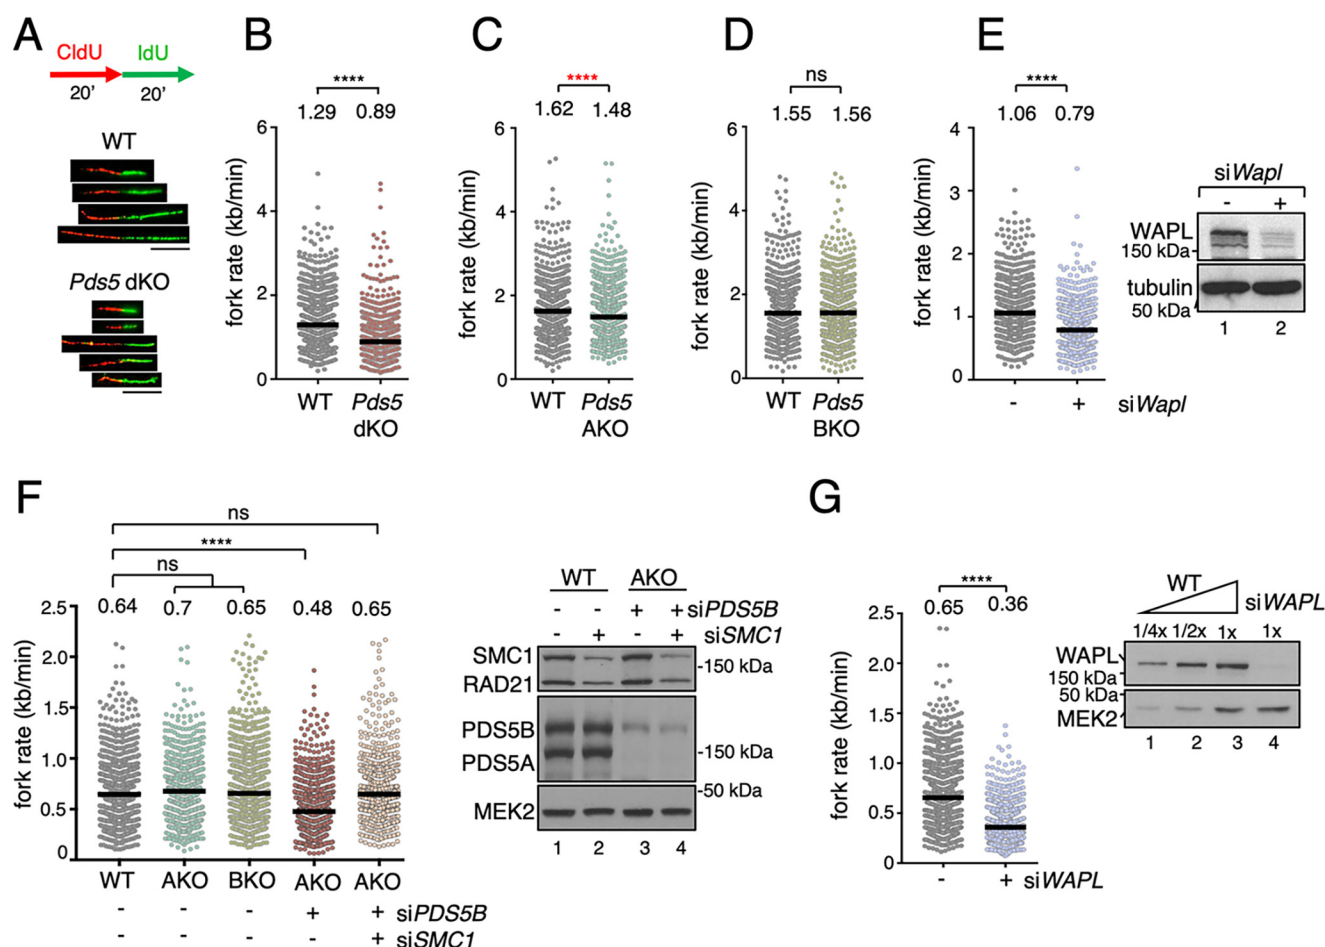 A
CldU IdU
20' 20'
WT
Pds5 dKO
B
****
1.29 0.89
6
4
2
0
fork rate (kb/min)
WT Pds5
dKO
C
****
1.62 1.48
6
4
2
0
fork rate (kb/min)
WT Pds5
AKO
D
ns
1.55 1.56
6
4
2
0
fork rate (kb/min)
WT Pds5
BKO
E
****
1.06 0.79
4
3
2
1
0
fork rate (kb/min)
- + siWapl
siWapl
- +
WAPL
150 kDa
tubulin
50 kDa
1 2
F
ns
****
ns
0.64 0.7 0.65 0.48 0.65
2.5
2.0
1.5
1.0
0.5
0
fork rate (kb/min)
WT AKO BKO AKO AKO
- - - + + siPDS5B
- - - - + siSMC1
WT AKO
- - + + siPDS5B
- + - + siSMC1
SMC1
-150 kDa
RAD21
PDS5B
-150 kDa
PDS5A
-50 kDa
MEK2
1 2 3 4
G
****
0.65 0.36
2.5
2.0
1.5
1.0
0.5
0
fork rate (kb/min)
- + siWAPL
WT siWAPL
1/4x 1/2x 1x 1x
WAPL
150 kDa
50 kDa
MEK2
1 2 3 4